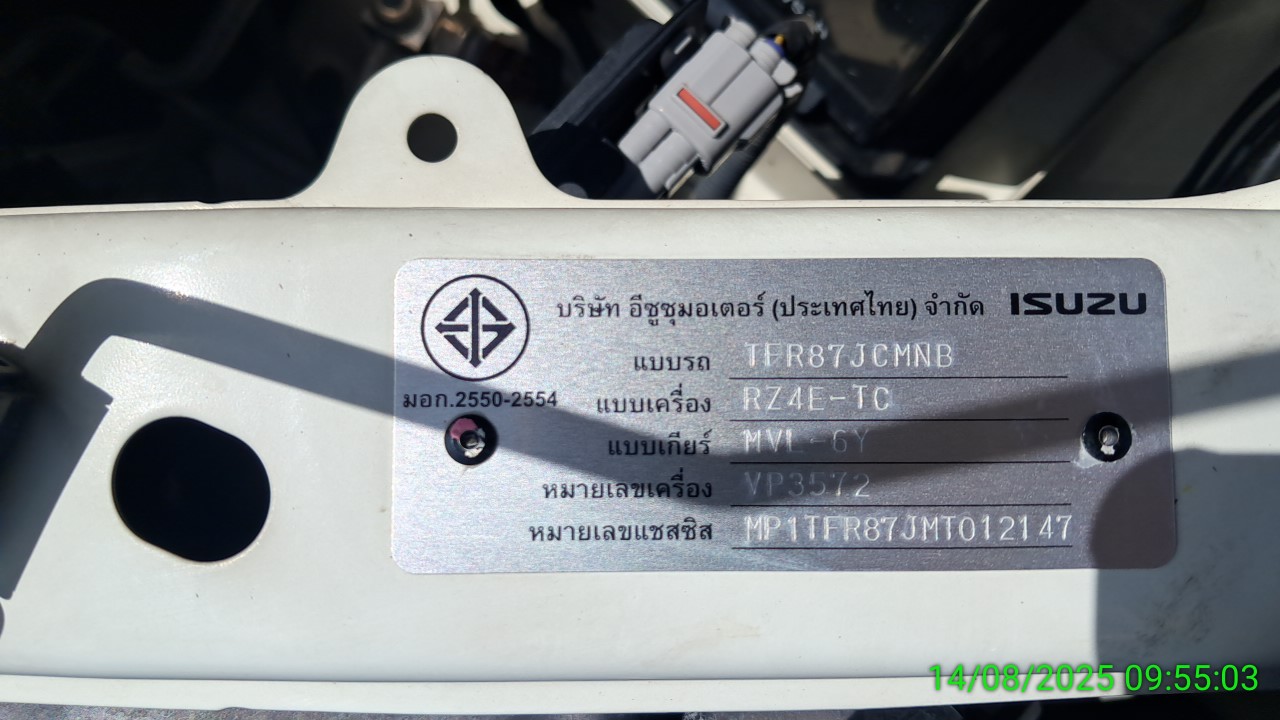 บริษัท อีซูซุมอเตอร์ (ประเทศไทย) จำกัด ISUZU
แบบรถ TFR87JCMNB
มอก.2550-2554
แบบเครื่อง RZ4E-TC
แบบเกียร์ MVL-6Y
หมายเลขเครื่อง VP3572
หมายเลขแชสซิส MP1TFR87JMT012147
14/08/2025 09:55:03